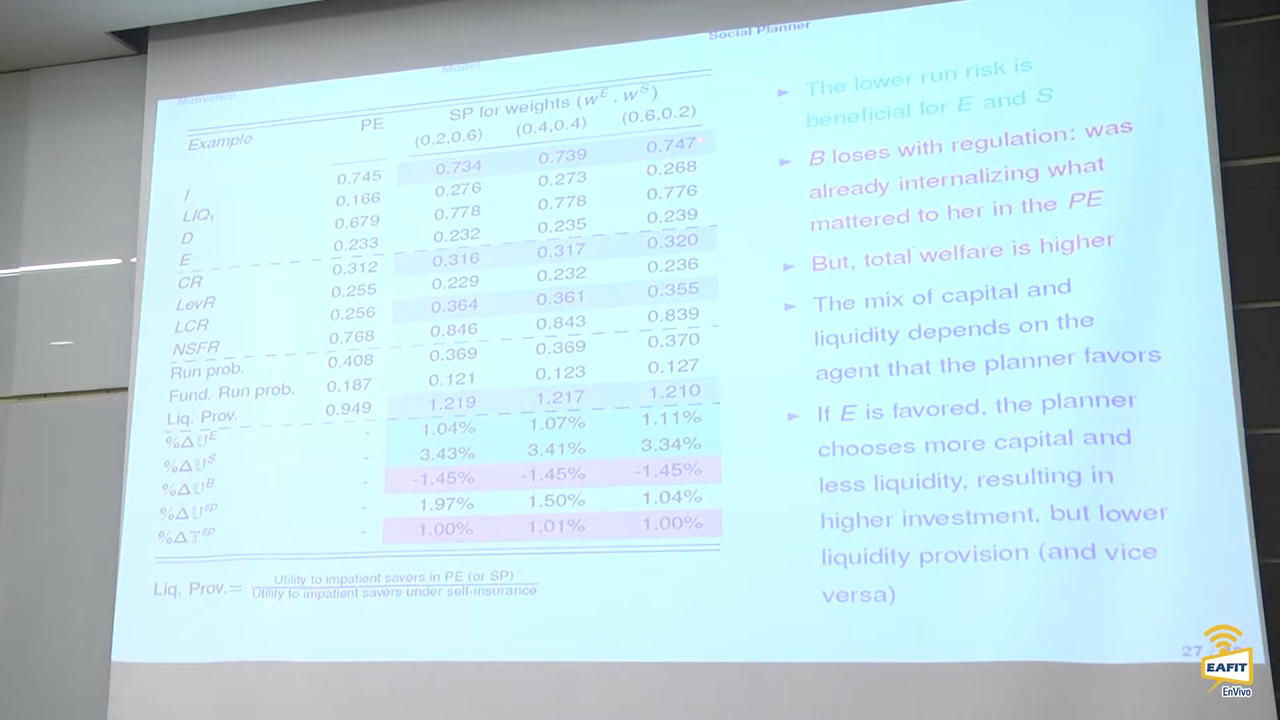 Motivation Model Social Planner
Example PE SP for weights (wᴱ, wˢ)
(0.2,0.6) (0.4,0.4) (0.6,0.2)
I 0.745 0.734 0.739 0.747
LIQ₁ 0.166 0.276 0.273 0.268
D 0.679 0.778 0.778 0.776
E 0.233 0.232 0.235 0.239
CR 0.312 0.316 0.317 0.320
LevR 0.255 0.229 0.232 0.236
LCR 0.256 0.364 0.361 0.355
NSFR 0.768 0.846 0.843 0.839
Run prob. 0.408 0.369 0.369 0.370
Fund. Run prob. 0.187 0.121 0.123 0.127
Liq. Prov. 0.949 1.219 1.217 1.210
%Δ𝕌ᴱ - 1.04% 1.07% 1.11%
%Δ𝕌ˢ - 3.43% 3.41% 3.34%
%Δ𝕌ᴮ - -1.45% -1.45% -1.45%
%Δ𝕌ˢᵖ - 1.97% 1.50% 1.04%
%Δ𝕋ˢᵖ - 1.00% 1.01% 1.00%
Liq. Prov.= Utility to impatient savers in PE (or SP)
Utility to impatient savers under self-insurance
► The lower run risk is
beneficial for E and S
► B loses with regulation: was
already internalizing what
mattered to her in the PE
► But, total welfare is higher
► The mix of capital and
liquidity depends on the
agent that the planner favors
► If E is favored, the planner
chooses more capital and
less liquidity, resulting in
higher investment, but lower
liquidity provision (and vice
versa)
27 /
EAFIT
EnVivo